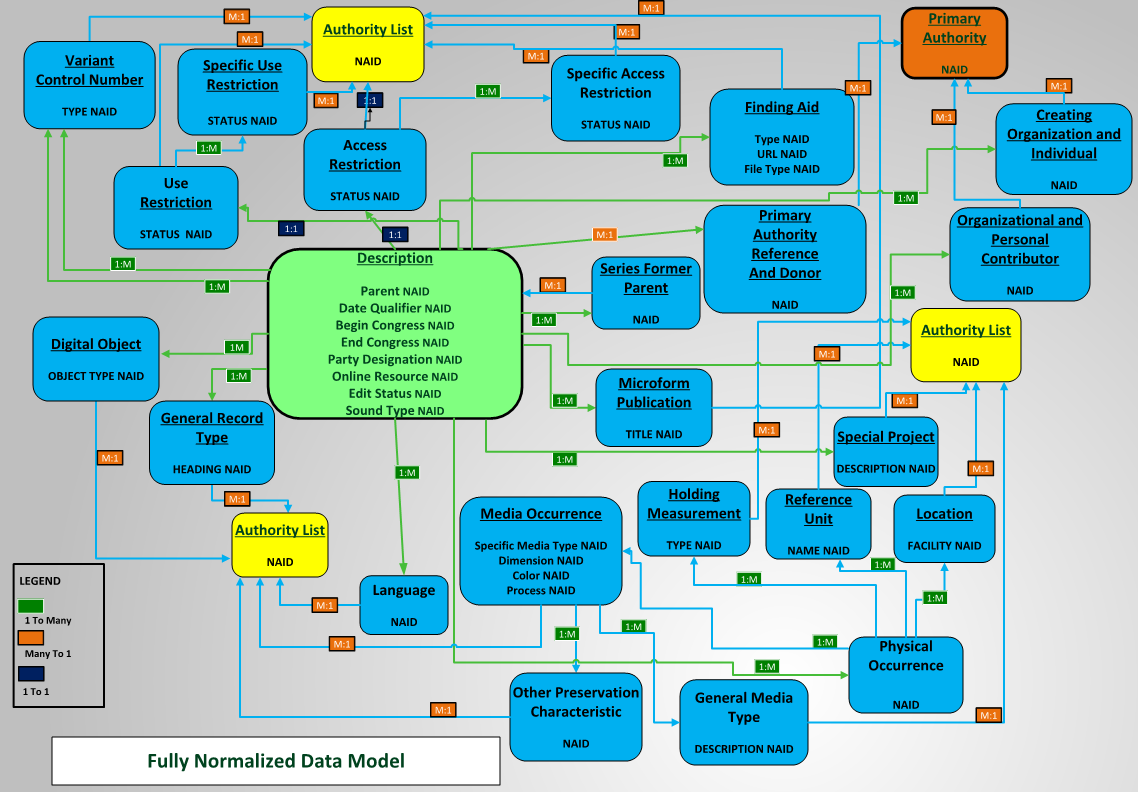 M:1
M:1
M:1
Authority List
NAID
Primary
Authority
NAID
Variant
Control Number
TYPE NAID
Specific Use
Restriction
STATUS NAID
M:1
1:1
M:1
M:1
1:M
Specific Access
Restriction
STATUS NAID
M:1
Finding Aid
Type NAID
URL NAID
File Type NAID
M:1
M:1
Creating
Organization and
Individual
NAID
1:M
Access
Restriction
STATUS NAID
1:M
Use
Restriction
STATUS NAID
1:M
1:1
1:1
M:1
Primary
Authority
Reference
And Donor
NAID
Organizational and
Personal
Contributor
NAID
1:M
1:M
Description
Parent NAID
Date Qualifier NAID
Begin Congress NAID
End Congress NAID
Party Designation NAID
Online Resource NAID
Edit Status NAID
Sound Type NAID
M:1
1:M
Series Former
Parent
NAID
1:M
Authority List
NAID
Digital Object
OBJECT TYPE NAID
1M
1:M
M:1
Microform
Publication
TITLE NAID
1:M
M:1
General Record
Type
HEADING NAID
M:1
M:1
1:M
1:M
M:1
Special Project
DESCRIPTION NAID
M:1
Authority List
NAID
Media Occurrence
Specific Media Type NAID
Dimension NAID
Color NAID
Process NAID
Holding
Measurement
TYPE NAID
Reference
Unit
NAME NAID
Location
FACILITY NAID
LEGEND
1 To Many
Many To 1
1 To 1
Language
NAID
M:1
M:1
1:M
1:M
1:M
1:M
1:M
1:M
1:M
Physical
Occurrence
NAID
M:1
Other Preservation
Characteristic
NAID
General Media
Type
DESCRIPTION NAID
M:1
Fully Normalized Data Model